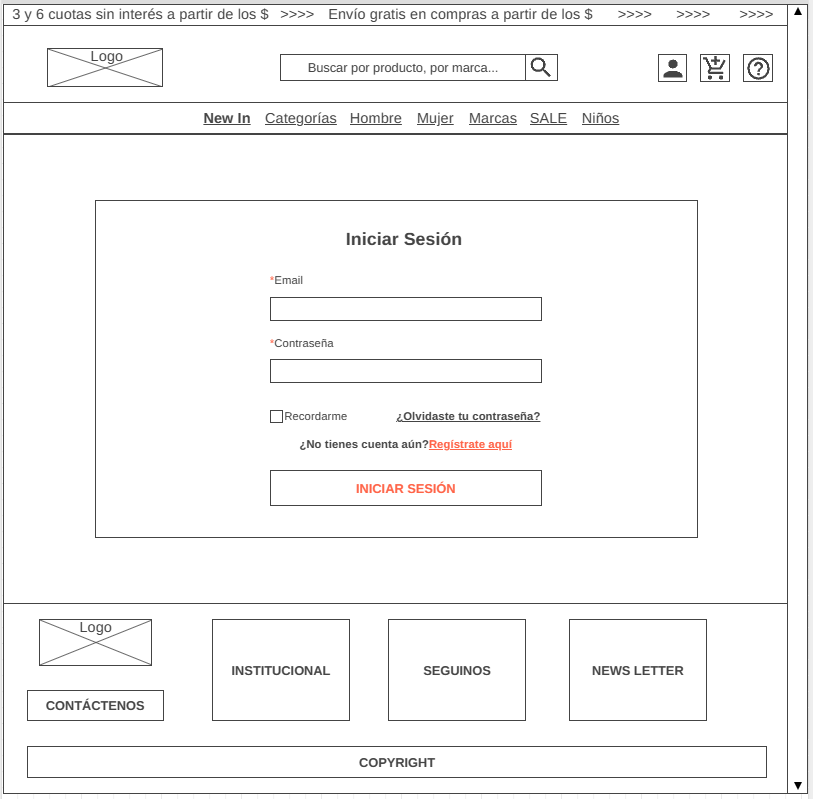 3 y 6 cuotas sin interés a partir de los $ >>>> Envío gratis en compras a partir de los $ >>>> >>>> >>>>
Logo
Buscar por producto, por marca...
New In Categorías Hombre Mujer Marcas SALE Niños
Iniciar Sesión
*Email
*Contraseña
Recordarme ¿Olvidaste tu contraseña?
¿No tienes cuenta aún?Regístrate aquí
INICIAR SESIÓN
Logo
CONTÁCTENOS
INSTITUCIONAL
SEGUINOS
NEWS LETTER
COPYRIGHT